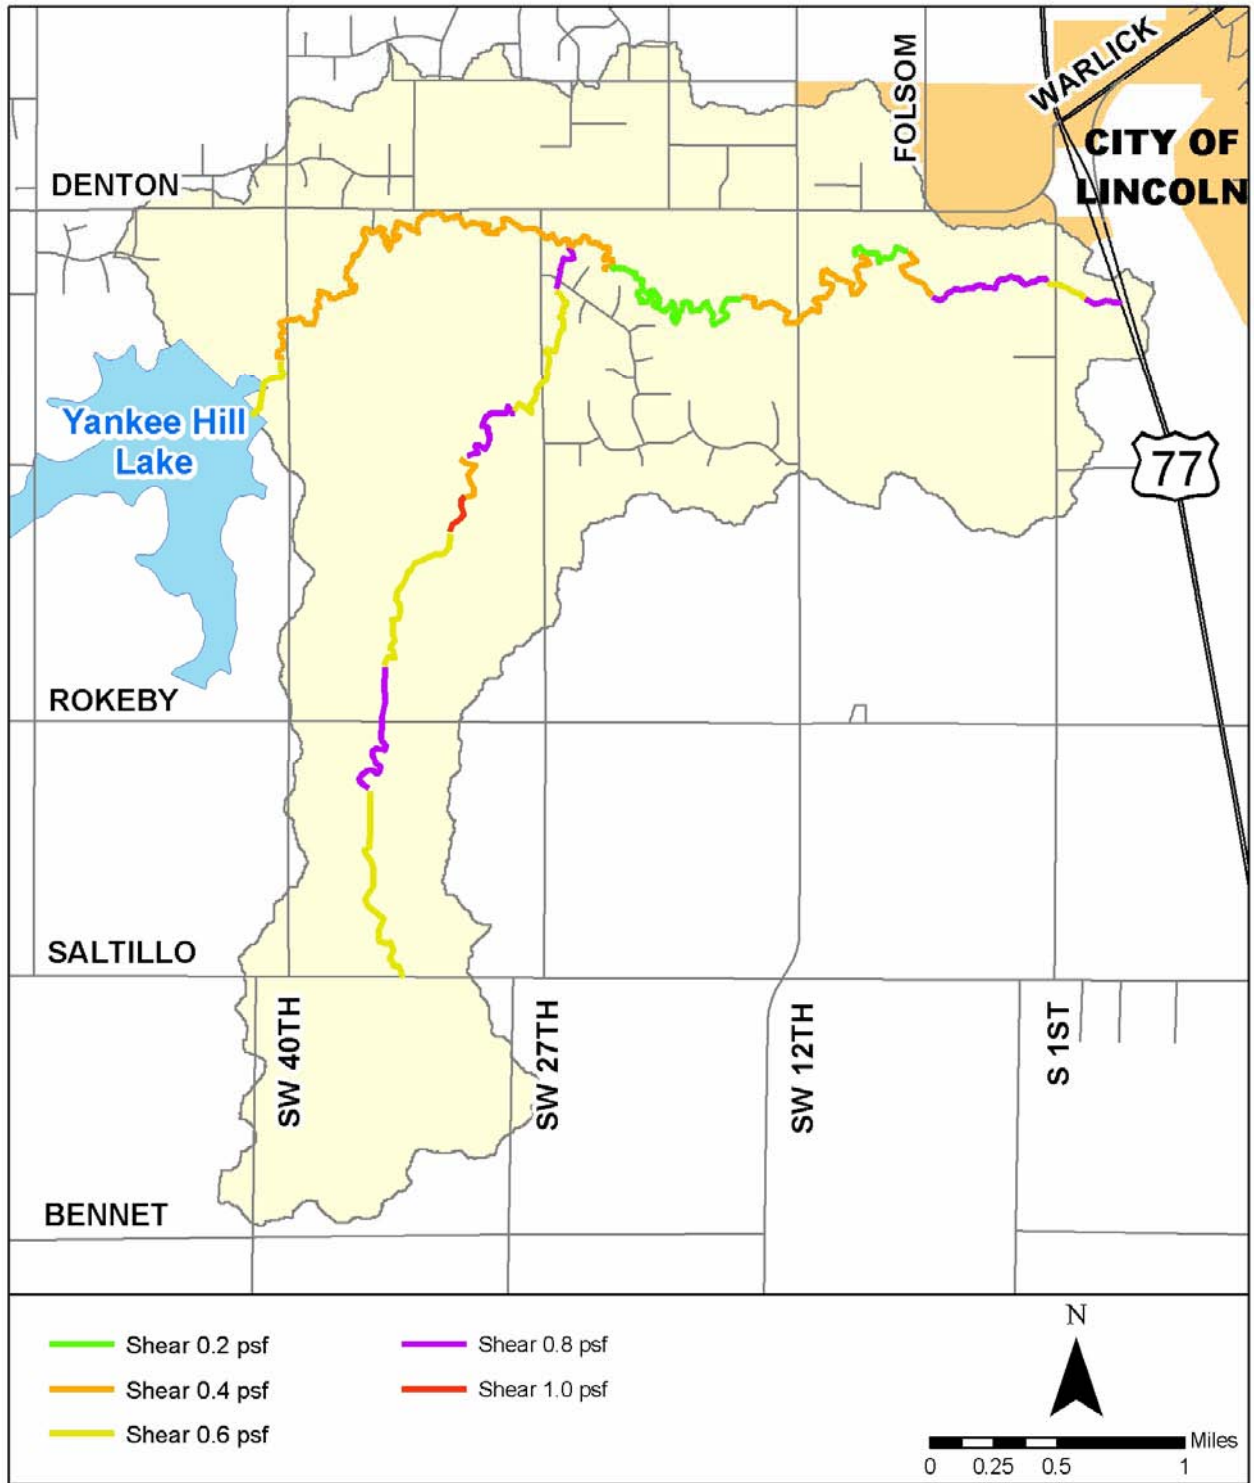 WARLICK
FOLSOM
CITY OF
LINCOLN
DENTON
Yankee Hill
Lake
77
ROKEBY
SALTILLO
SW 40TH
SW 27TH
SW 12TH
S 1ST
BENNET
Shear 0.2 psf
Shear 0.8 psf
Shear 0.4 psf
Shear 1.0 psf
Shear 0.6 psf
N
Miles
0 0.25 0.5 1